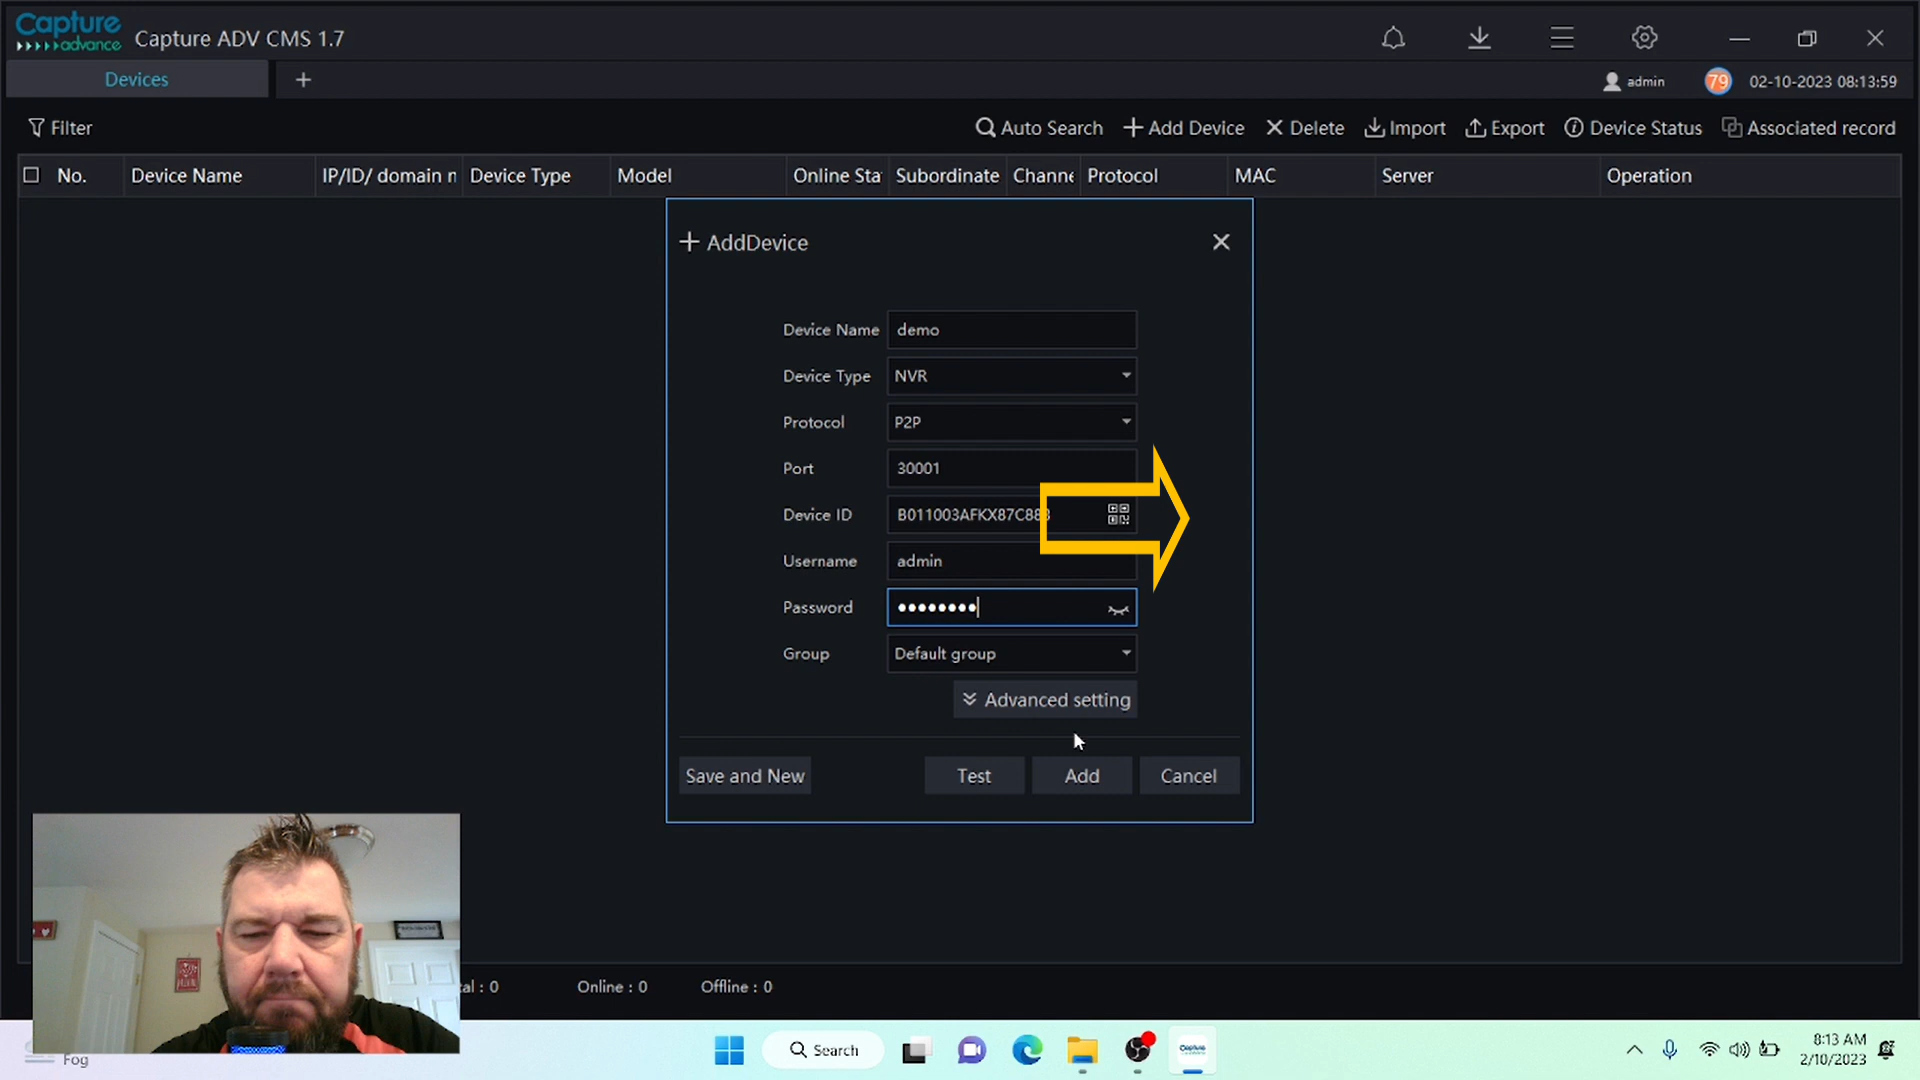 Capture
advance
Capture ADV CMS 1.7
Devices
admin
79
02-10-2023 08:13:59
Filter
Auto Search
Add Device
Delete
Import
Export
Device Status
Associated record
No.
Device Name
IP/ID/ domain n
Device Type
Model
Online Sta
Subordinate
Channe
Protocol
MAC
Server
Operation
AddDevice
Device Name
demo
Device Type
NVR
Protocol
P2P
Port
30001
Device ID
Username
admin
Password
Group
Default group
Advanced setting
Save and New
Test
Add
Cancel
tal : 0
Online : 0
Offline : 0
Fog
Search
Capture
8:13 AM
2/10/2023